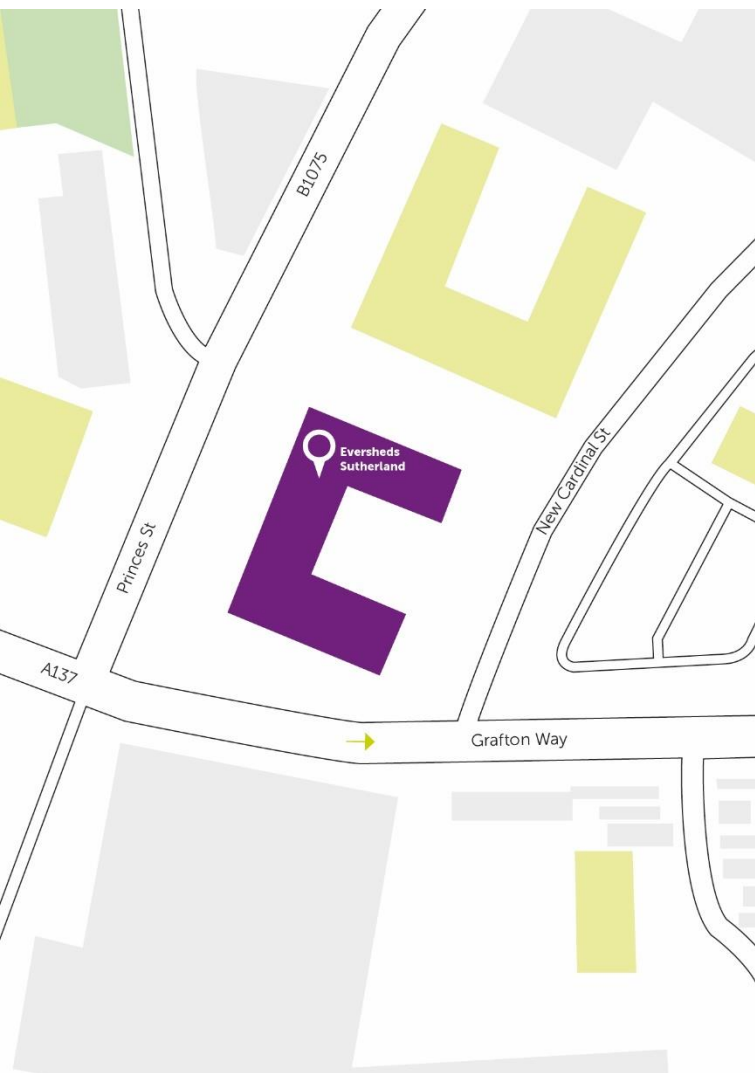 B1075
Eversheds
Sutherland
New Cardinal St
Princes St
A137
Grafton Way